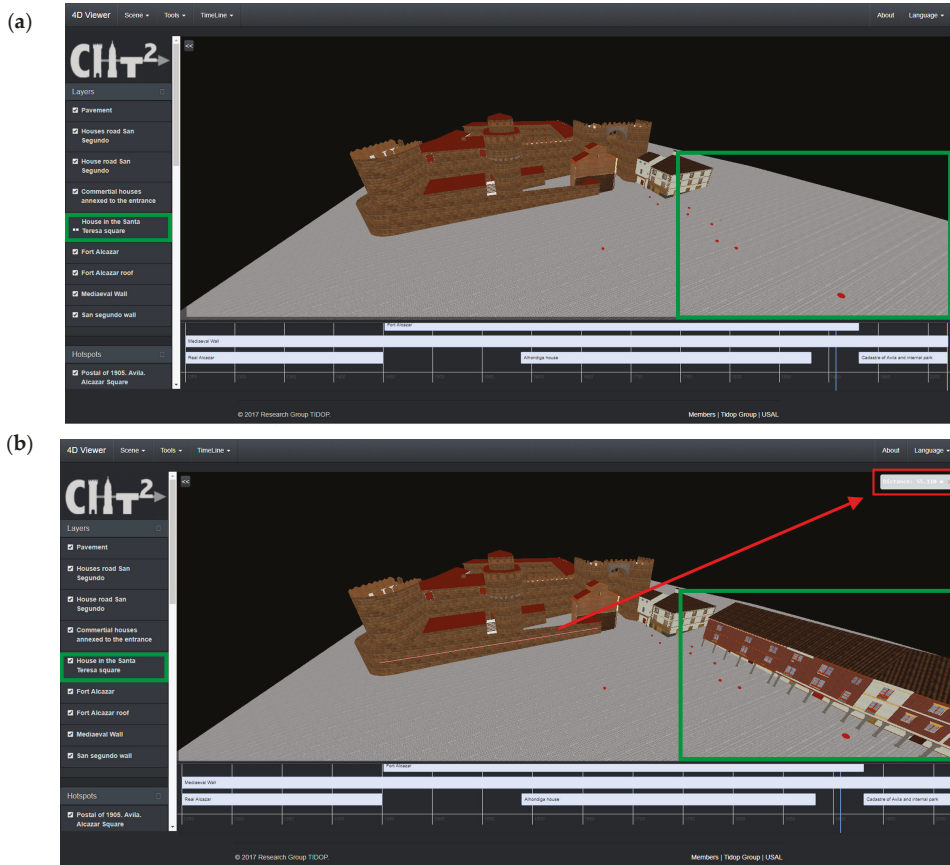 (a)
4D Viewer Scene Tools TimeLine About Language
CHT2
<<
Layers
Pavement
Houses road San
Segundo
House road San
Segundo
Commertial houses
annexed to the entrance
House in the Santa
Teresa square
Fort Alcazar
Fort Alcazar roof
Mediaeval Wall
San segundo wall
Hotspots
Postal of 1905. Avila.
Alcazar Square
Fort Alcazar
Mediaeval Wall
Real Alcazar Alhondiga house Cadastre of Avila and internal park
© 2017 Research Group TIDOP. Members | Tidop Group | USAL
(b)
4D Viewer Scene Tools TimeLine About Language
CHT2
<<
Distance:
Layers
Pavement
Houses road San
Segundo
House road San
Segundo
Commertial houses
annexed to the entrance
House in the Santa
Teresa square
Fort Alcazar
Fort Alcazar roof
Mediaeval Wall
San segundo wall
Hotspots
Postal of 1905. Avila.
Alcazar Square
Fort Alcazar
Mediaeval Wall
Real Alcazar Alhondiga house Cadastre of Avila and internal park
© 2017 Research Group TIDOP. Members | Tidop Group | USAL